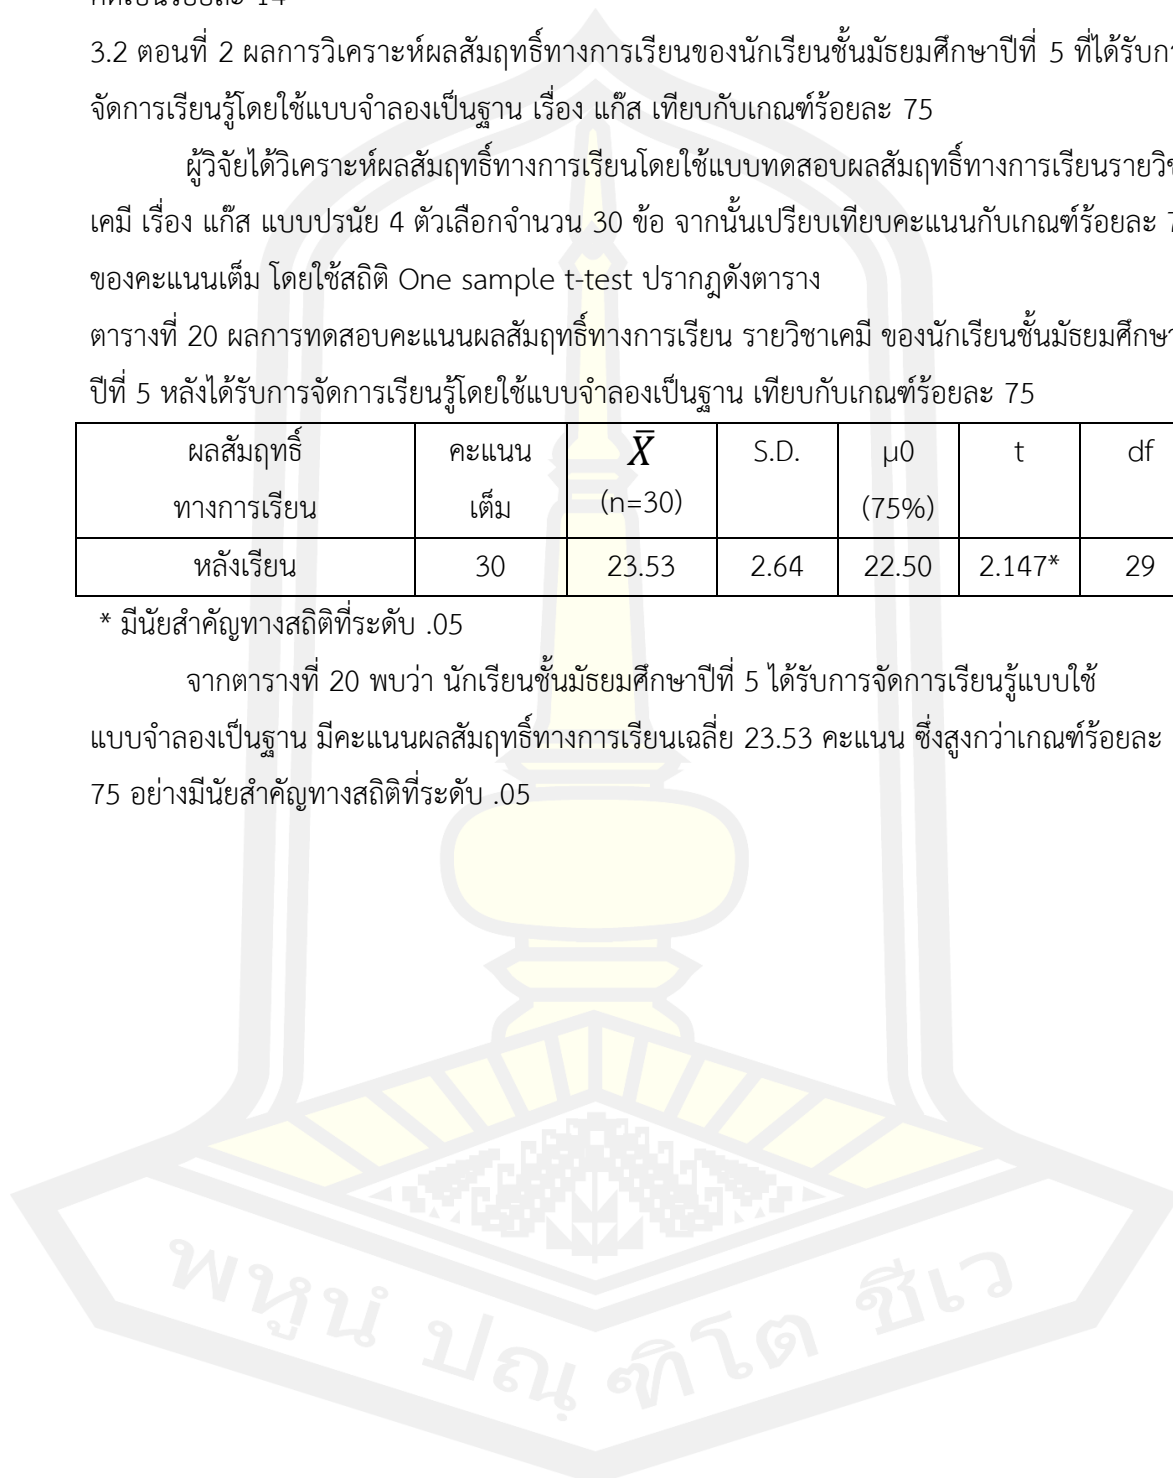 3.2 ตอนที่ 2 ผลการวิเคราะห์ผลสัมฤทธิ์ทางการเรียนของนักเรียนชั้นมัธยมศึกษาปีที่ 5 ที่ได้รับ
จัดการเรียนรู้โดยใช้แบบจำลองเป็นฐาน เรื่อง แก๊ส เทียบกับเกณฑ์ร้อยละ 75
ผู้วิจัยได้วิเคราะห์ผลสัมฤทธิ์ทางการเรียนโดยใช้แบบทดสอบผลสัมฤทธิ์ทางการเรียน
เคมี เรื่อง แก๊ส แบบปรนัย 4 ตัวเลือกจำนวน 30 ข้อ จากนั้นเปรียบเทียบคะแนนกับเกณฑ์ร้อยละ
ของคะแนนเต็ม โดยใช้สถิติ One sample t-test ปรากฎดังตาราง
ตารางที่ 20 ผลการทดสอบคะแนนผลสัมฤทธิ์ทางการเรียน รายวิชาเคมี ของนักเรียนชั้นมัธยมศึกษา
ปีที่ 5 หลังได้รับการจัดการเรียนรู้โดยใช้แบบจำลองเป็นฐาน เทียบกับเกณฑ์ร้อยละ 75
ผลสัมฤทธิ์ คะแนน X̄ S.D. μ0 t df
ทางการเรียน เต็ม (n=30) (75%)
หลังเรียน 30 23.53 2.64 22.50 2.147* 29
* มีนัยสำคัญทางสถิติที่ระดับ .05
จากตารางที่ 20 พบว่า นักเรียนชั้นมัธยมศึกษาปีที่ 5 ได้รับการจัดการเรียนรู้แบบใช้
แบบจำลองเป็นฐาน มีคะแนนผลสัมฤทธิ์ทางการเรียนเฉลี่ย 23.53 คะแนน ซึ่งสูงกว่าเกณฑ์ร้อยละ
75 อย่างมีนัยสำคัญทางสถิติที่ระดับ .05
พหูนํ ปณฺฑิโต ชีเว